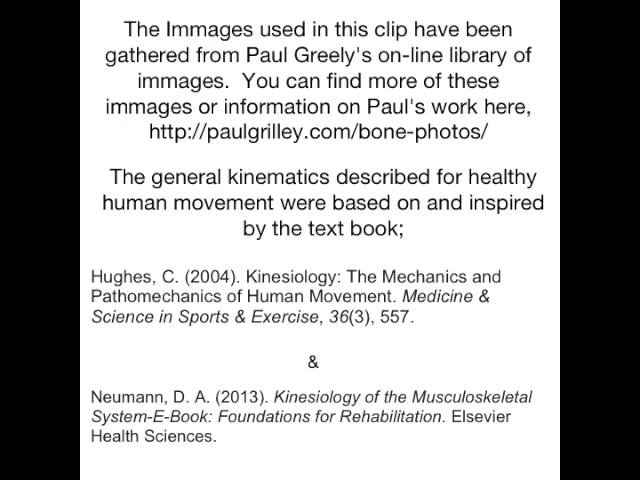 The Immages used in this clip have been
gathered from Paul Greely's on-line library of
immages.  You can find more of these
immages or information on Paul's work here,
http://paulgrilley.com/bone-photos/
The general kinematics described for healthy
human movement were based on and inspired
by the text book;
Hughes, C. (2004). Kinesiology: The Mechanics and
Pathomechanics of Human Movement. Medicine &
Science in Sports & Exercise, 36(3), 557.
&
Neumann, D. A. (2013). Kinesiology of the Musculoskeletal
System-E-Book: Foundations for Rehabilitation. Elsevier
Health Sciences.